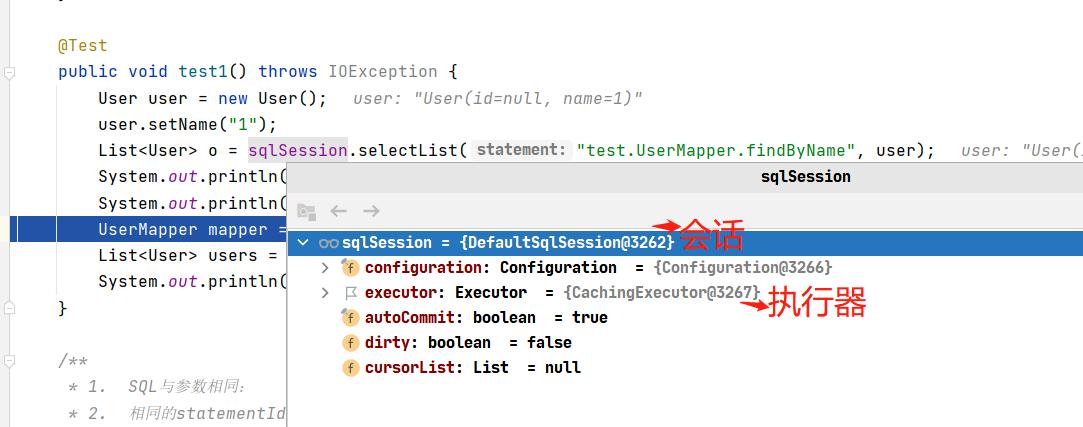 @Test
public void test1() throws IOException {
User user = new User();   user: "User(id=null, name=1)"
user.setName("1");
List<User> o = sqlSession.selectList( statement: "test.UserMapper.findByName", user);   user: "User(
System.out.println(
sqlSession
System.out.println(
UserMapper mapper =
会话
sqlSession = {DefaultSqlSession@3262}
List<User> users =
configuration: Configuration = {Configuration@3266}
System.out.println(
executor: Executor = {CachingExecutor@3267}
执行器
}
autoCommit: boolean = true
dirty: boolean = false
/**
cursorList: List = null
* 1. SQL与参数相同:
* 2. 相同的statementId